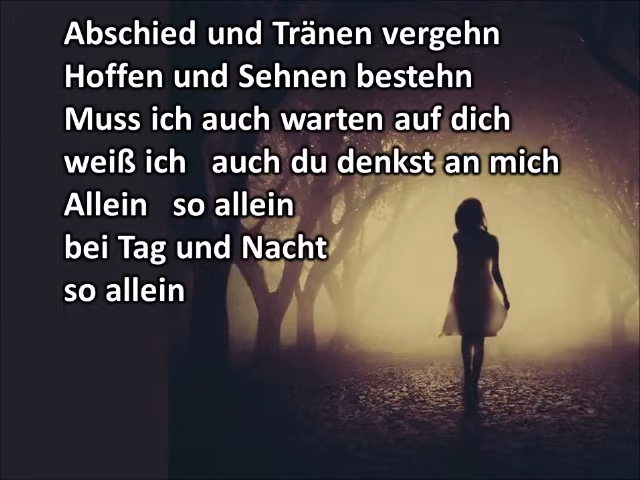 Abschied und Tränen vergehn
Hoffen und Sehnen bestehn
Muss ich auch warten auf dich
weiß ich auch du denkst an mich
Allein so allein
bei Tag und Nacht
so allein